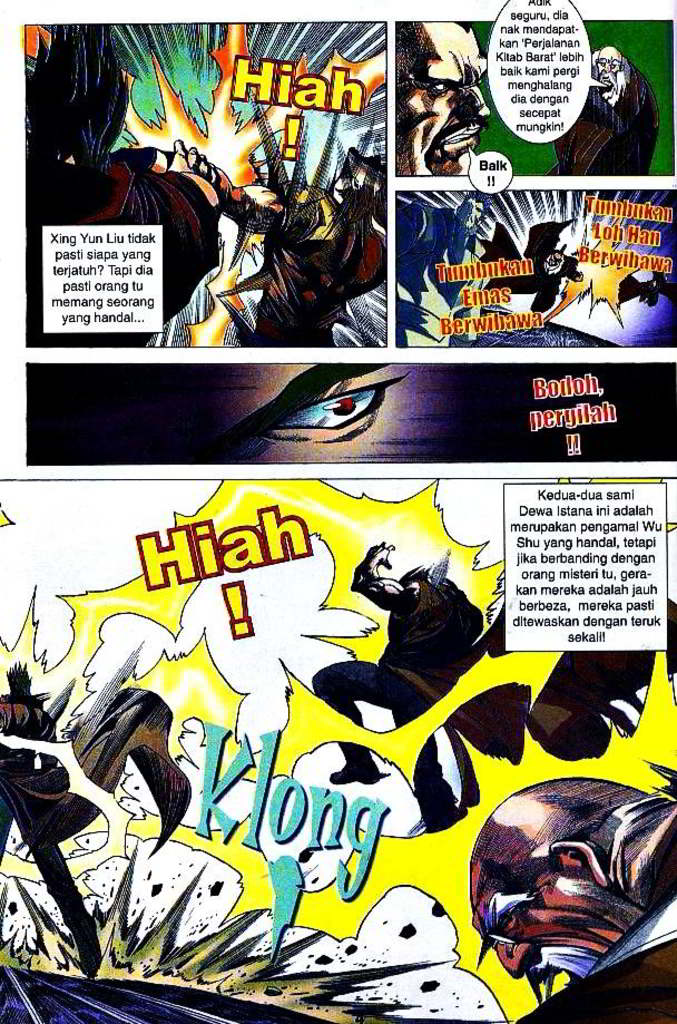 Hiah
!
Xing Yun Liu tidak
pasti siapa yang
terjatuh? Tapi dia
pasti orang tu
memang seorang
yang handal...
Adik
seguru, dia
nak mendapat-
kan 'Perjalanan
Kitab Barat' lebih
baik kami pergi
menghalang
dia dengan
secepat
mungkin!
Baik
!!
Tumbukan
Loh Han
Berwibawa
Tumbukan
Emas
Berwibawa
Bodoh,
pergilah
!!
Kedua-dua sami
Dewa Istana ini adalah
merupakan pengamal Wu
Shu yang handal, tetapi
jika berbanding dengan
orang misteri tu, gera-
kan mereka adalah jauh
berbeza, mereka pasti
ditewaskan dengan teruk
sekali!
Hiah
!
Klong
!